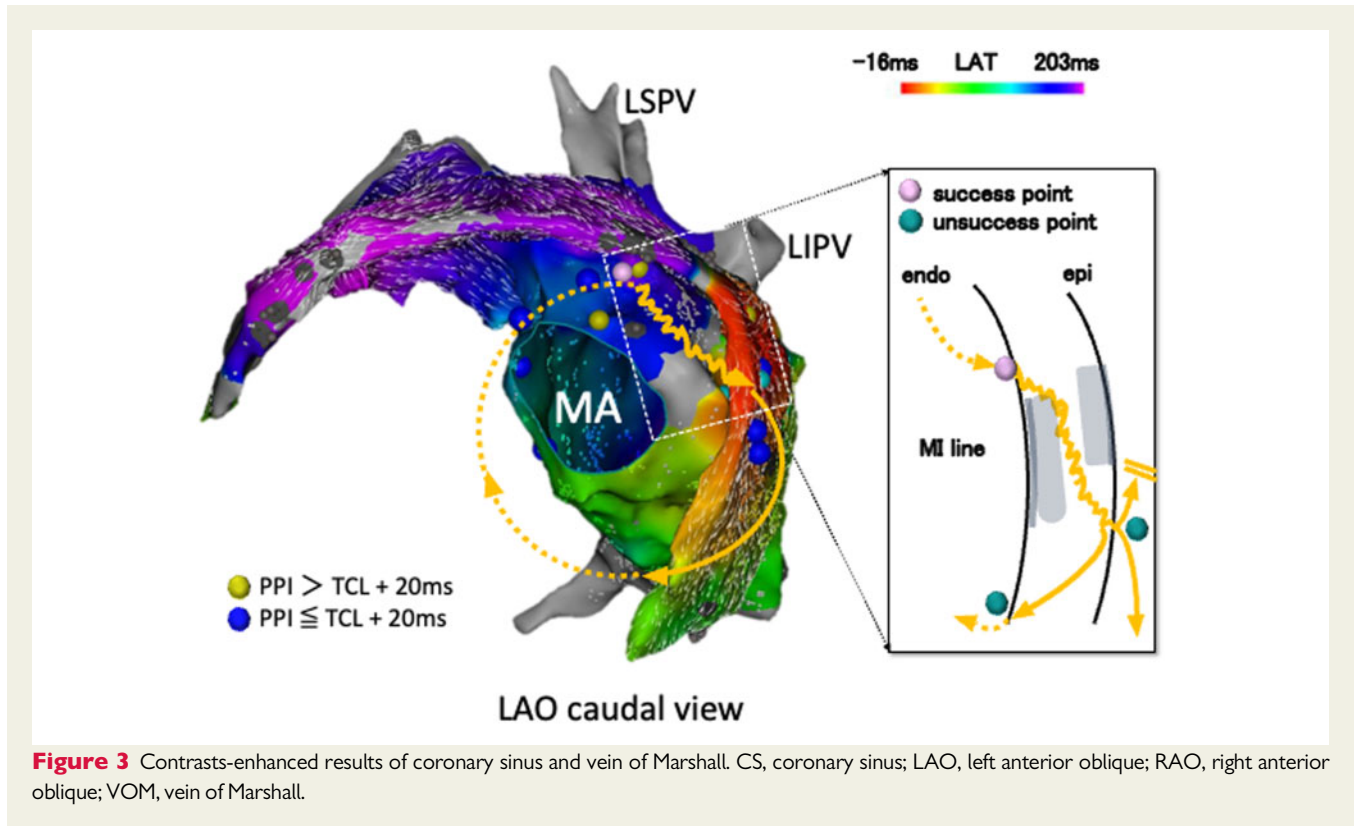 -16ms LAT 203ms
LSPV
LIPV
success point
unsuccess point
endo epi
MA
MI line
PPI > TCL + 20ms
PPI ≦ TCL + 20ms
LAO caudal view
Figure 3 Contrasts-enhanced results of coronary sinus and vein of Marshall. CS, coronary sinus; LAO, left anterior oblique; RAO, right anterior
oblique; VOM, vein of Marshall.